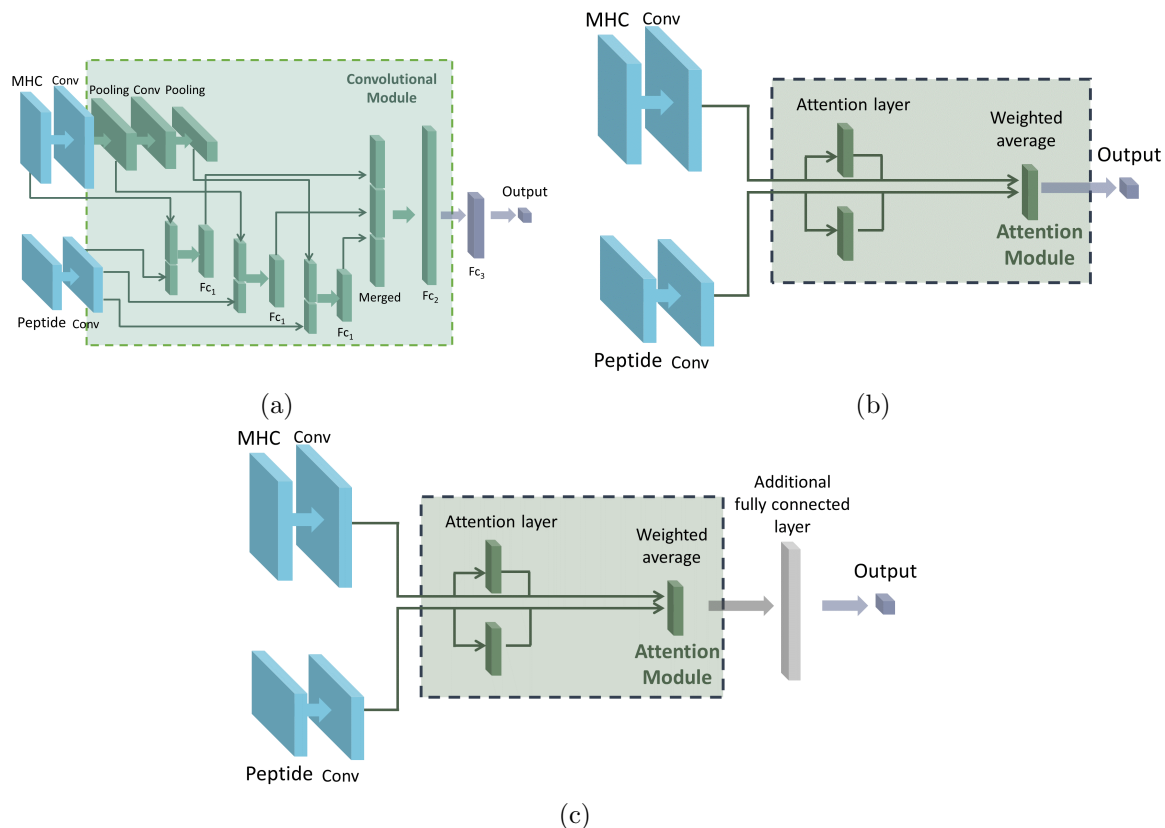 MHC Conv
Pooling Conv Pooling
Convolutional
Module
Output
Fc1
Fc1
Fc1
Merged
Fc2
Fc3
Peptide Conv
(a)
MHC Conv
Attention layer
Weighted
average
Output
Attention
Module
Peptide Conv
(b)
MHC Conv
Attention layer
Weighted
average
Additional
fully connected
layer
Output
Attention
Module
Peptide Conv
(c)